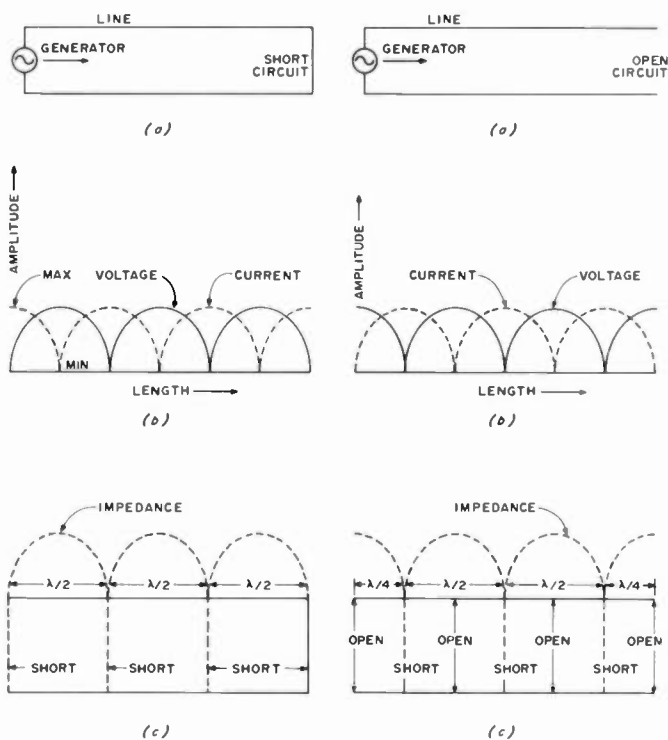 LINE
GENERATOR
SHORT
CIRCUIT
(a)
LINE
GENERATOR
OPEN
CIRCUIT
(a)
AMPLITUDE
MAX
VOLTAGE
CURRENT
MIN
LENGTH
(b)
AMPLITUDE
CURRENT
VOLTAGE
LENGTH
(b)
IMPEDANCE
λ/2 λ/2 λ/2
SHORT SHORT SHORT
(c)
IMPEDANCE
λ/4 λ/2 λ/2 λ/4
OPEN OPEN OPEN OPEN
SHORT SHORT SHORT
(c)